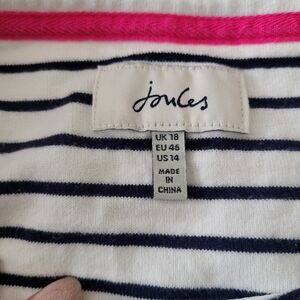 Joules
UK 18
EU 46
US 14
MADE
IN
CHINA